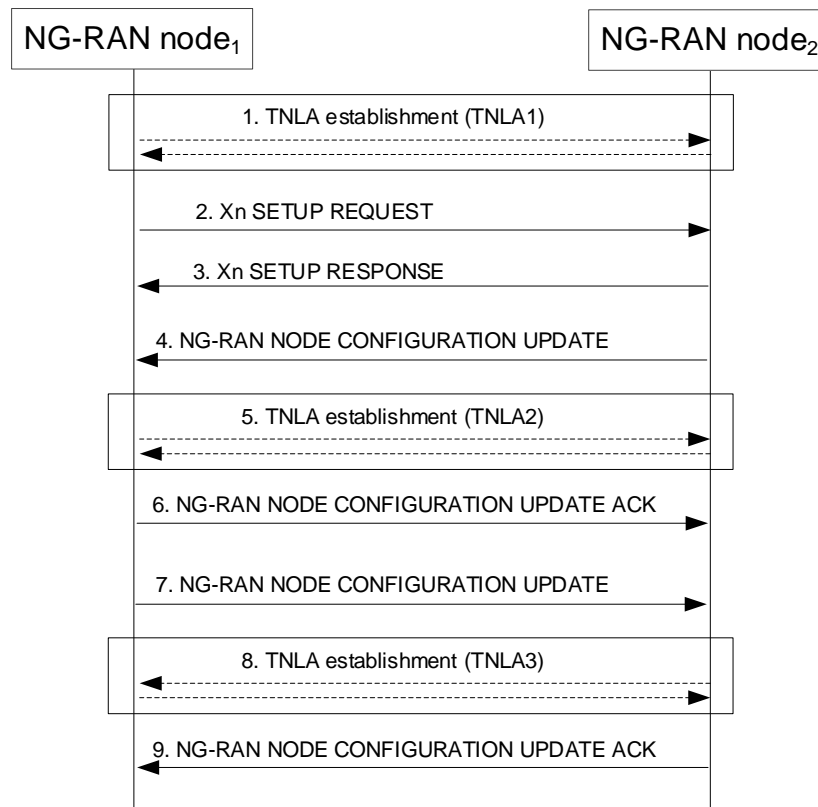 NG-RAN node₁
NG-RAN node₂
1. TNLA establishment (TNLA1)
2. Xn SETUP REQUEST
3. Xn SETUP RESPONSE
4. NG-RAN NODE CONFIGURATION UPDATE
5. TNLA establishment (TNLA2)
6. NG-RAN NODE CONFIGURATION UPDATE ACK
7. NG-RAN NODE CONFIGURATION UPDATE
8. TNLA establishment (TNLA3)
9. NG-RAN NODE CONFIGURATION UPDATE ACK